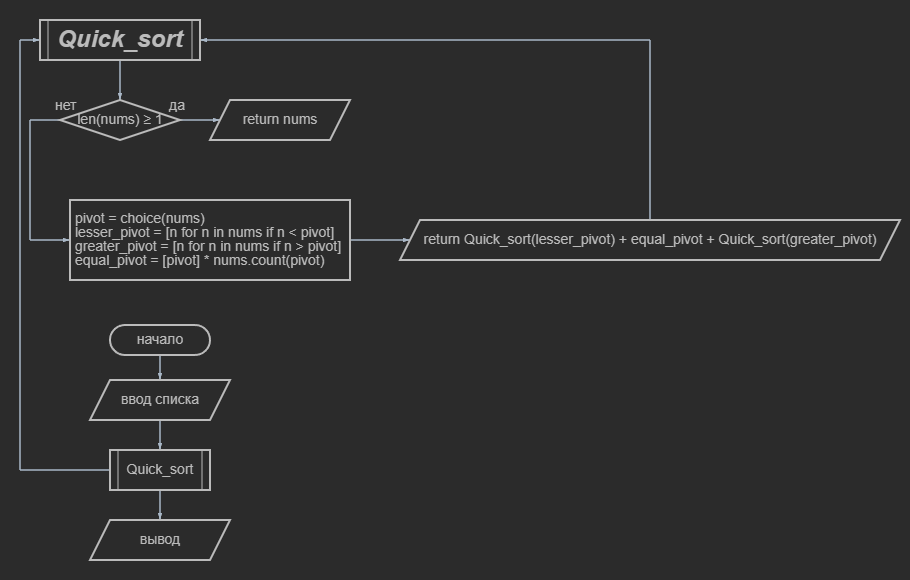 Quick_sort
нет
да
len(nums) ≥ 1
return nums
pivot = choice(nums)
lesser_pivot = [n for n in nums if n < pivot]
greater_pivot = [n for n in nums if n > pivot]
equal_pivot = [pivot] * nums.count(pivot)
return Quick_sort(lesser_pivot) + equal_pivot + Quick_sort(greater_pivot)
начало
ввод списка
Quick_sort
вывод